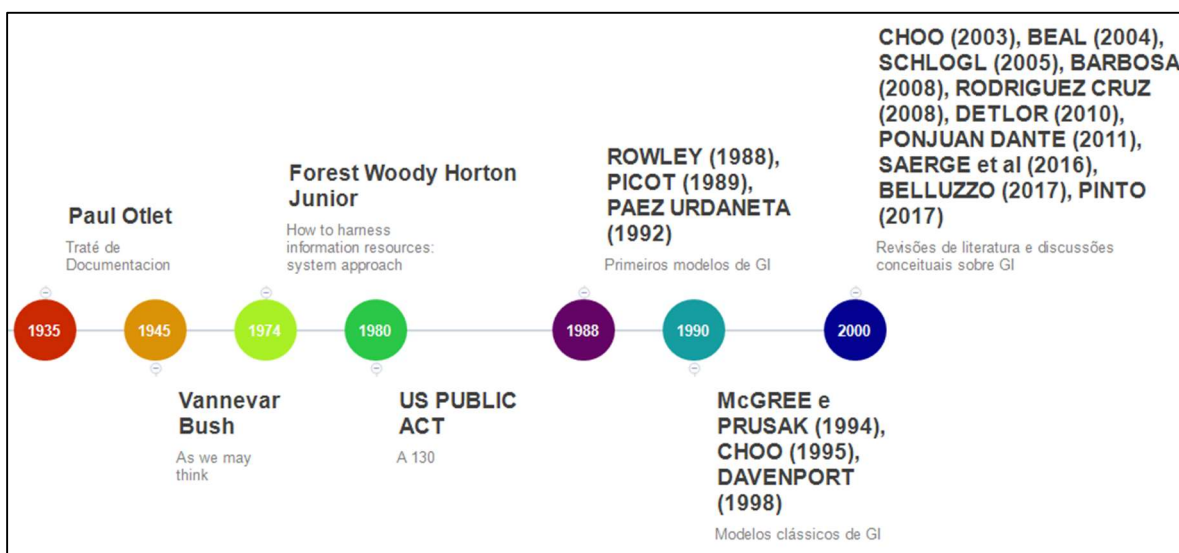 CHOO (2003), BEAL (2004),
SCHLOGL (2005), BARBOSA
(2008), RODRIGUEZ CRUZ
(2008), DETLOR (2010),
PONJUAN DANTE (2011),
SAERGE et al (2016),
BELLUZZO (2017), PINTO
(2017)
Revisões de literatura e discussões
conceituais sobre GI
ROWLEY (1988),
PICOT (1989),
PAEZ URDANETA
(1992)
Primeiros modelos de GI
Forest Woody Horton
Junior
How to harness
information resources:
system approach
Paul Otlet
Traté de
Documentacion
1935
1945
1974
1980
1988
1990
2000
Vannevar
Bush
As we may
think
US PUBLIC
ACT
A 130
McGREE e
PRUSAK (1994),
CHOO (1995),
DAVENPORT
(1998)
Modelos clássicos de GI